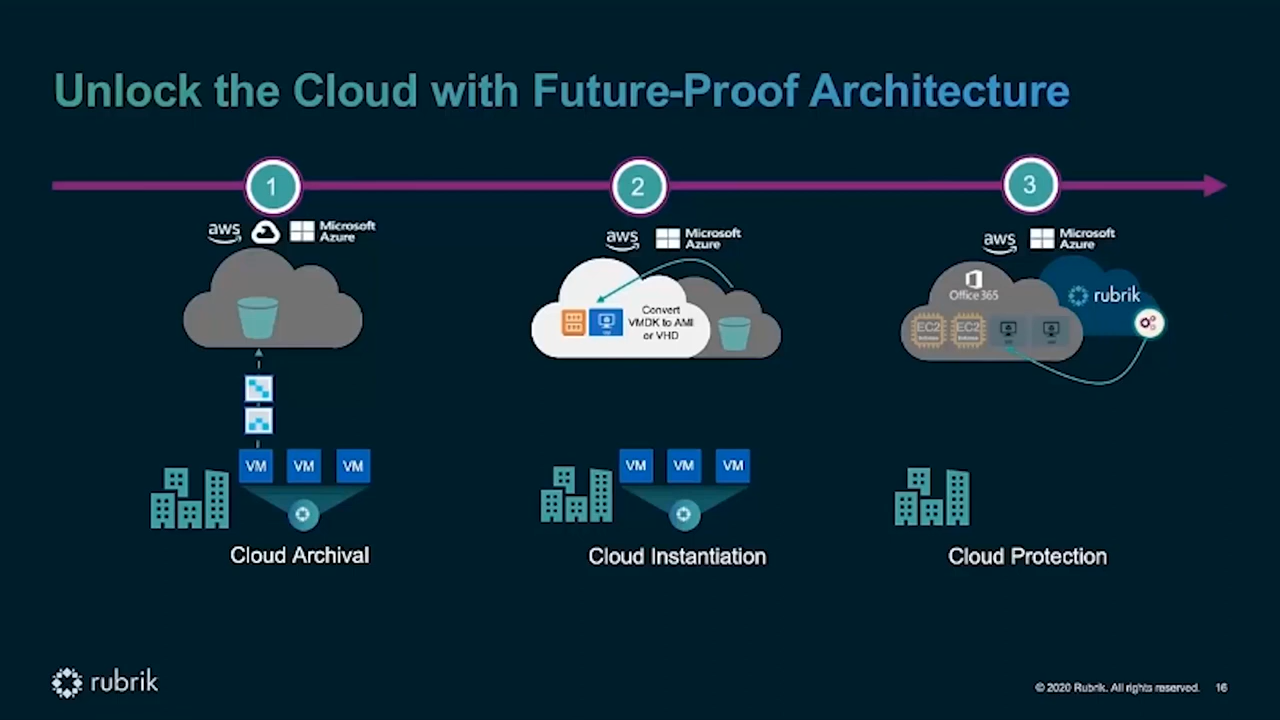 Unlock the Cloud with Future-Proof Architecture
1
2
3
aws
Microsoft
Azure
aws
Microsoft
Azure
aws
Microsoft
Azure
Convert
VMDK to AMI
or VHD
Office 365
rubrik
EC2
EC2
VM VM VM
VM VM VM
Cloud Archival
Cloud Instantiation
Cloud Protection
rubrik
© 2020 Rubrik. All rights reserved. 16